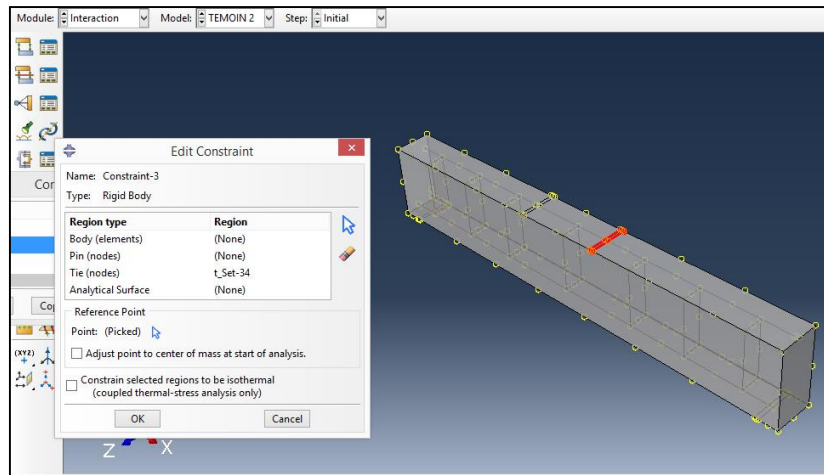 Module: Interaction Model: TEMOIN 2 Step: Initial
Edit Constraint
Name: Constraint-3
Type: Rigid Body
Region type Region
Body (elements) (None)
Pin (nodes) (None)
Tie (nodes) t_Set-34
Analytical Surface (None)
Reference Point
Point: (Picked)
Adjust point to center of mass at start of analysis.
Constrain selected regions to be isothermal
(coupled thermal-stress analysis only)
OK Cancel
Cor
Cop
(XYZ)
Z X